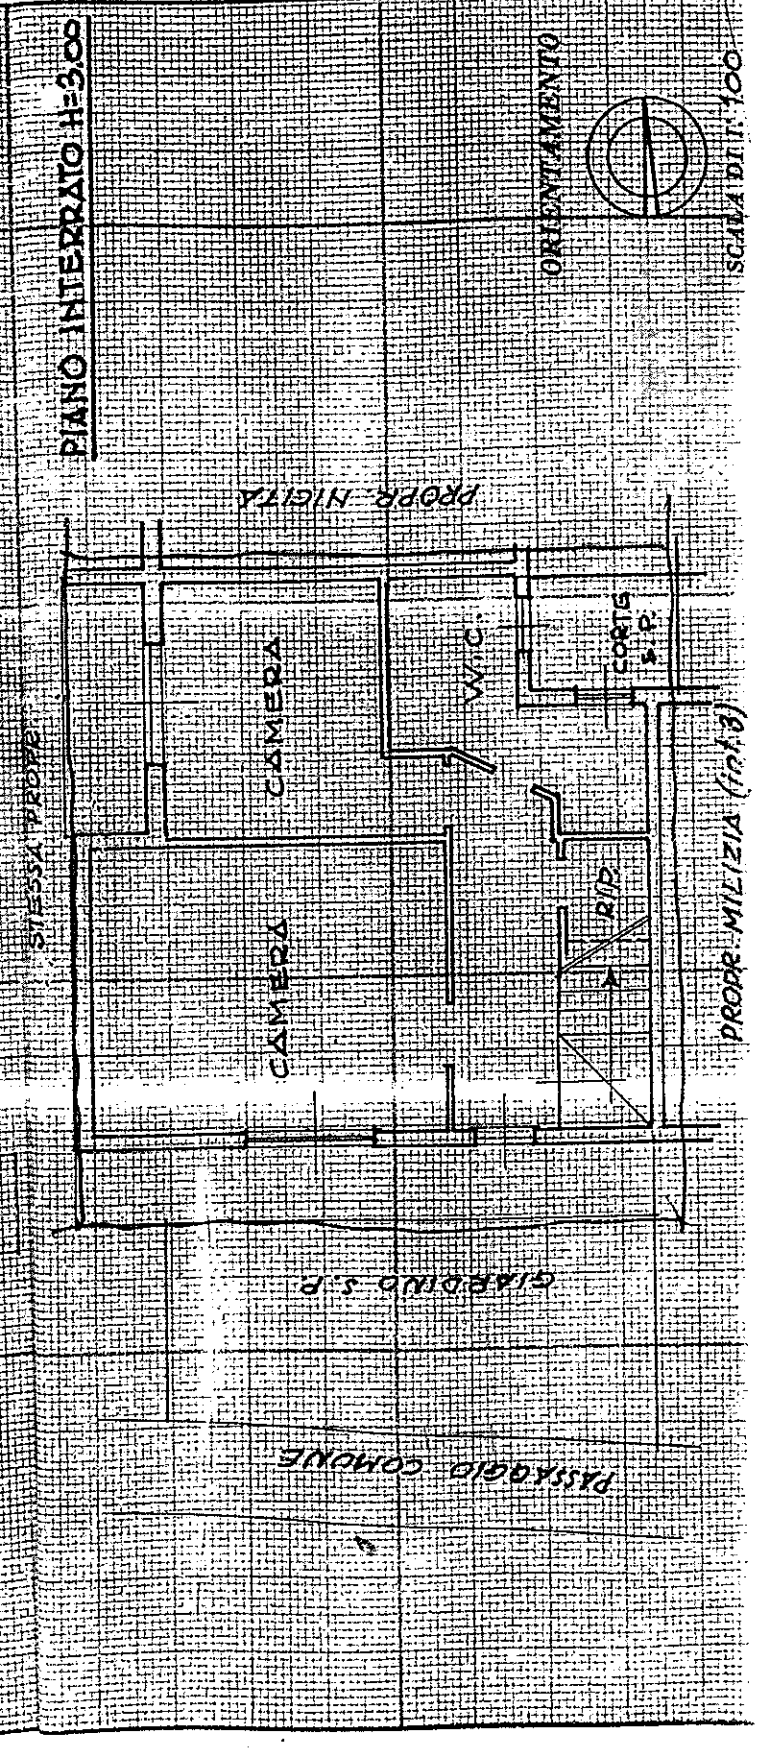 PIANO INTERRATO H=3.00
ORIENTAMENTO
SCALA DI 1: 100
PROPR. NIGITA
STESSA PROPR.
CAMERA
W.C.
CORTE
S. P.
CAMERA
RIP.
PROPR. MILIZIA (int. 3)
GIARDINO S.P.
PASSAGGIO COMUNE